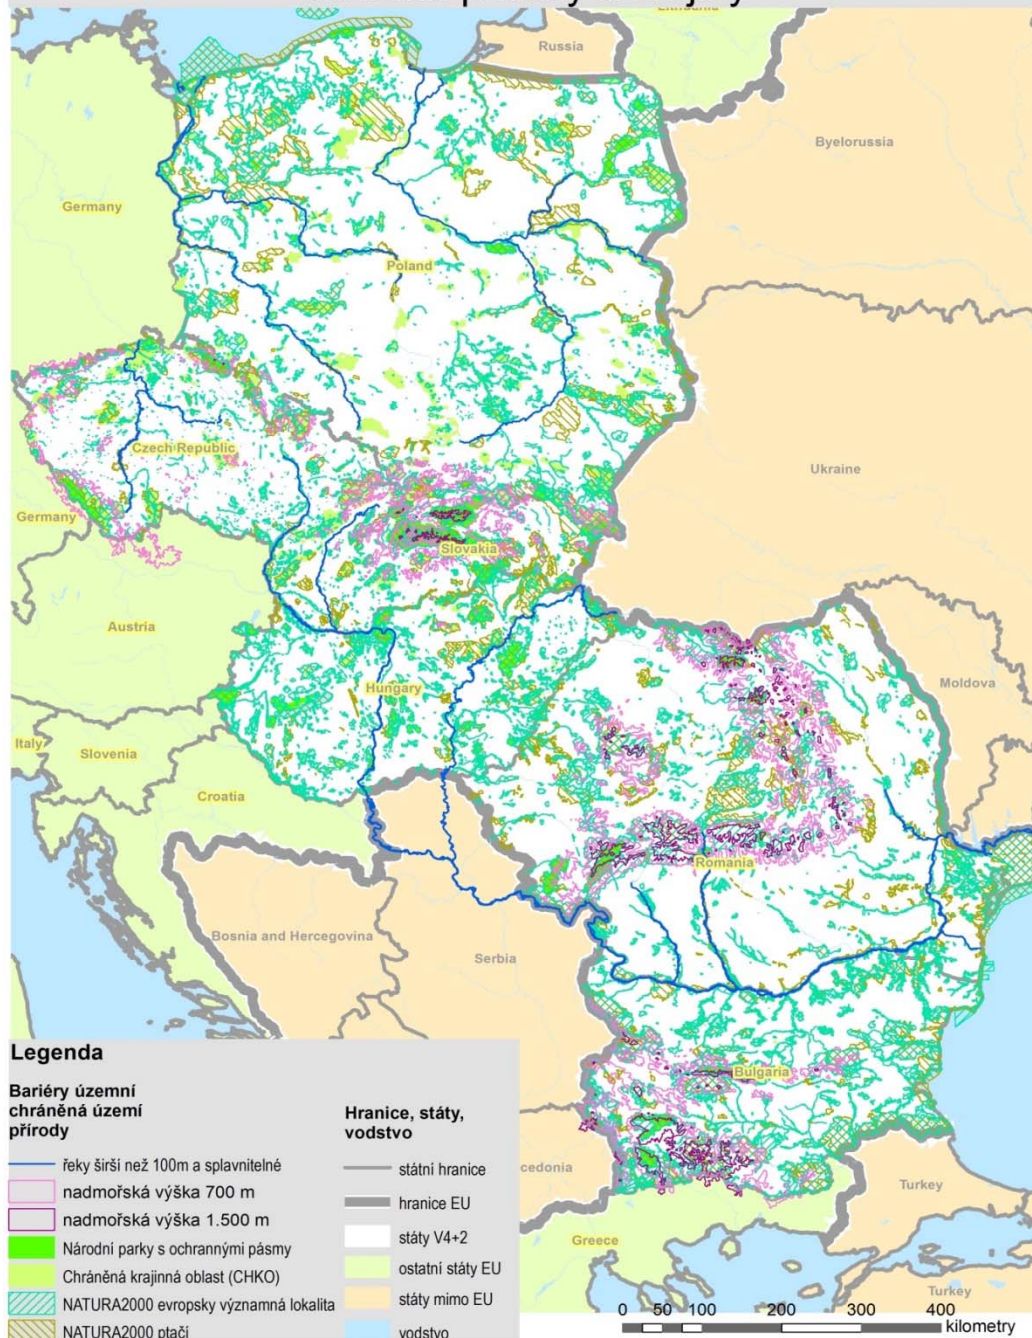 Lithuania
Russia
Byelorussia
Germany
Poland
Czech Republic
Ukraine
Germany
Slovakia
Austria
Hungary
Moldova
Italy
Slovenia
Croatia
Romania
Bosnia and Hercegovina
Serbia
Bulgaria
cedonia
Turkey
Greece
Turkey
Legenda
Bariéry územní
chráněná území
přírody
řeky širší než 100m a splavnitelné
nadmořská výška 700 m
nadmořská výška 1.500 m
Národní parky s ochrannými pásmy
Chráněná krajinná oblast (CHKO)
NATURA2000 evropsky významná lokalita
NATURA2000 ptačí
Hranice, státy,
vodstvo
státní hranice
hranice EU
státy V4+2
ostatní státy EU
státy mimo EU
vodstvo
0 50 100 200 300 400
kilometry